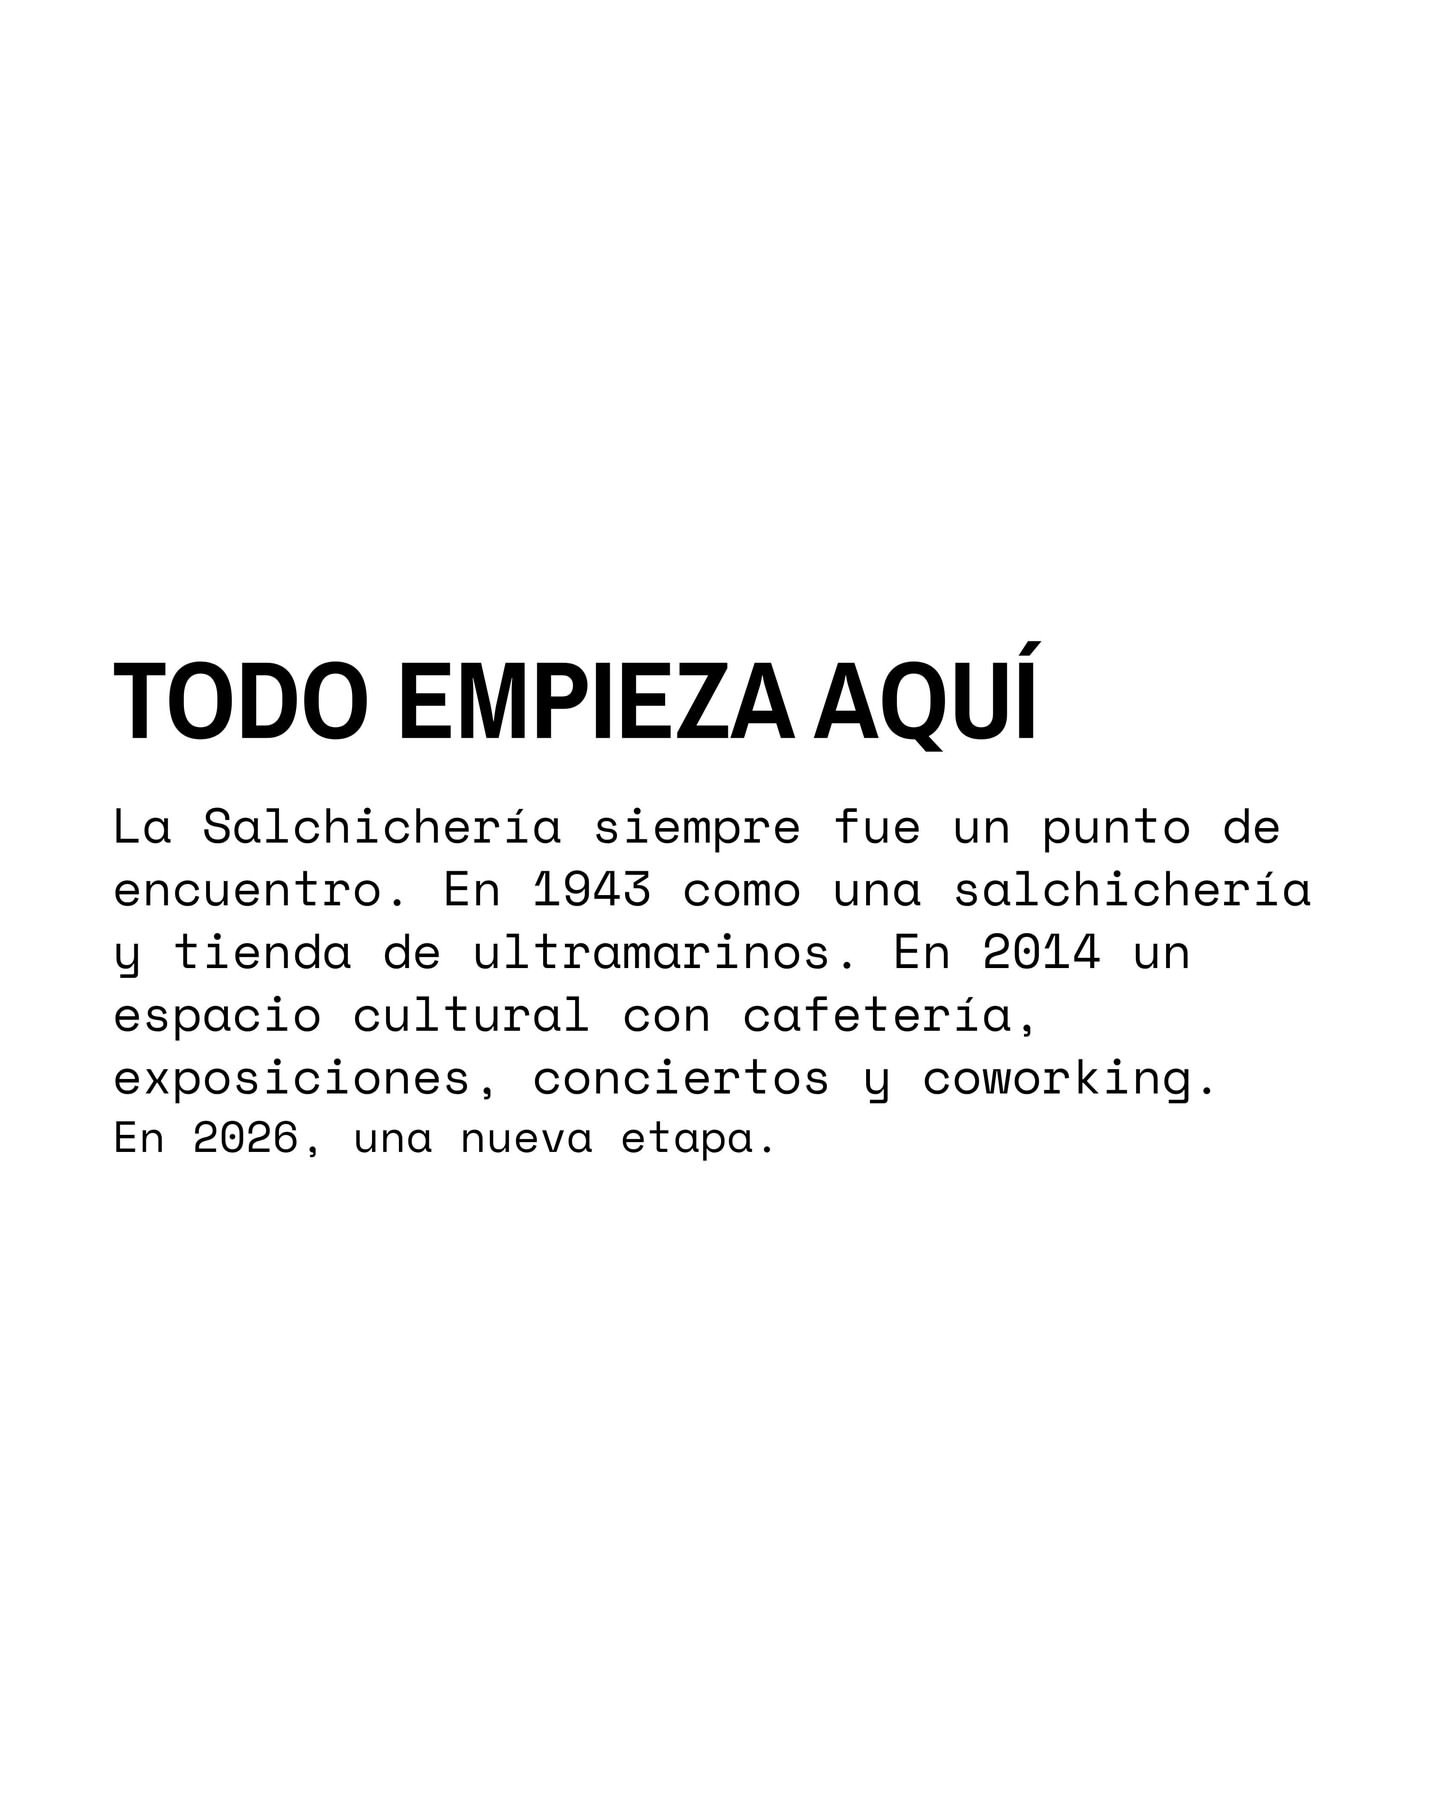 TODO EMPIEZA AQUÍ
La Salchichería siempre fue un punto de
encuentro. En 1943 como una salchichería
y tienda de ultramarinos. En 2014 un
espacio cultural con cafetería,
exposiciones, conciertos y coworking.
En 2026, una nueva etapa.